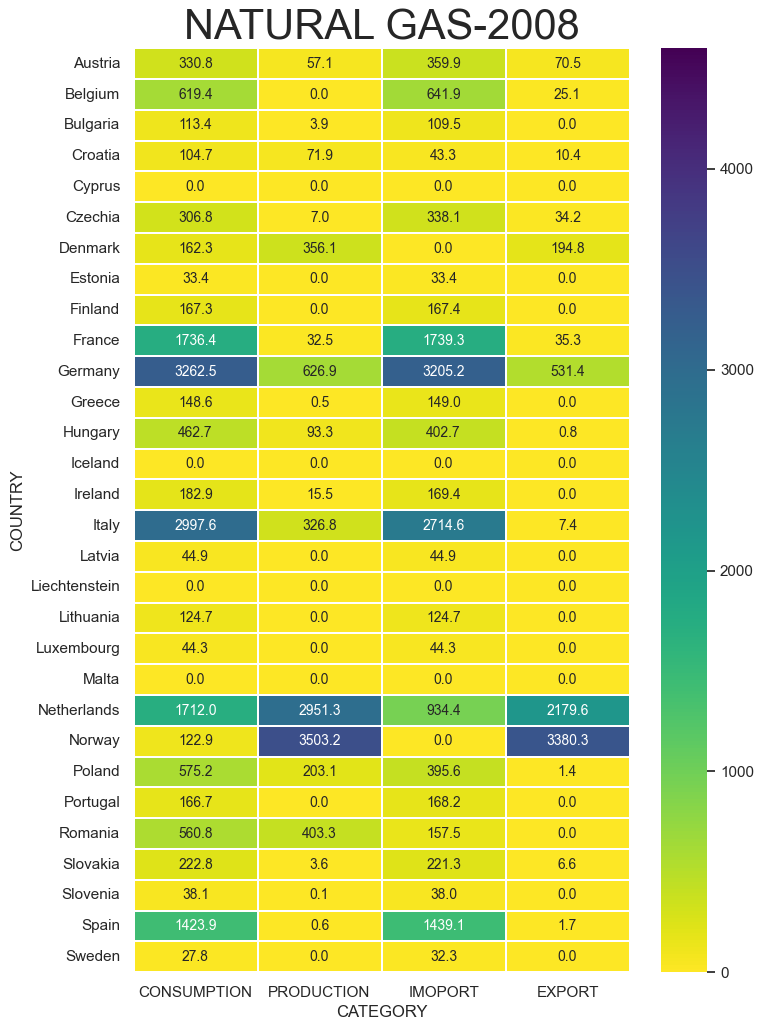 NATURAL GAS-2008
Austria 330.8 57.1 359.9 70.5
Belgium 619.4 0.0 641.9 25.1
Bulgaria 113.4 3.9 109.5 0.0
Croatia 104.7 71.9 43.3 10.4
Cyprus 0.0 0.0 0.0 0.0
Czechia 306.8 7.0 338.1 34.2
Denmark 162.3 356.1 0.0 194.8
Estonia 33.4 0.0 33.4 0.0
Finland 167.3 0.0 167.4 0.0
France 1736.4 32.5 1739.3 35.3
Germany 3262.5 626.9 3205.2 531.4
Greece 148.6 0.5 149.0 0.0
Hungary 462.7 93.3 402.7 0.8
Iceland 0.0 0.0 0.0 0.0
Ireland 182.9 15.5 169.4 0.0
Italy 2997.6 326.8 2714.6 7.4
Latvia 44.9 0.0 44.9 0.0
Liechtenstein 0.0 0.0 0.0 0.0
Lithuania 124.7 0.0 124.7 0.0
Luxembourg 44.3 0.0 44.3 0.0
Malta 0.0 0.0 0.0 0.0
Netherlands 1712.0 2951.3 934.4 2179.6
Norway 122.9 3503.2 0.0 3380.3
Poland 575.2 203.1 395.6 1.4
Portugal 166.7 0.0 168.2 0.0
Romania 560.8 403.3 157.5 0.0
Slovakia 222.8 3.6 221.3 6.6
Slovenia 38.1 0.1 38.0 0.0
Spain 1423.9 0.6 1439.1 1.7
Sweden 27.8 0.0 32.3 0.0
CONSUMPTION PRODUCTION IMOPORT EXPORT
CATEGORY
COUNTRY
4000
3000
2000
1000
0